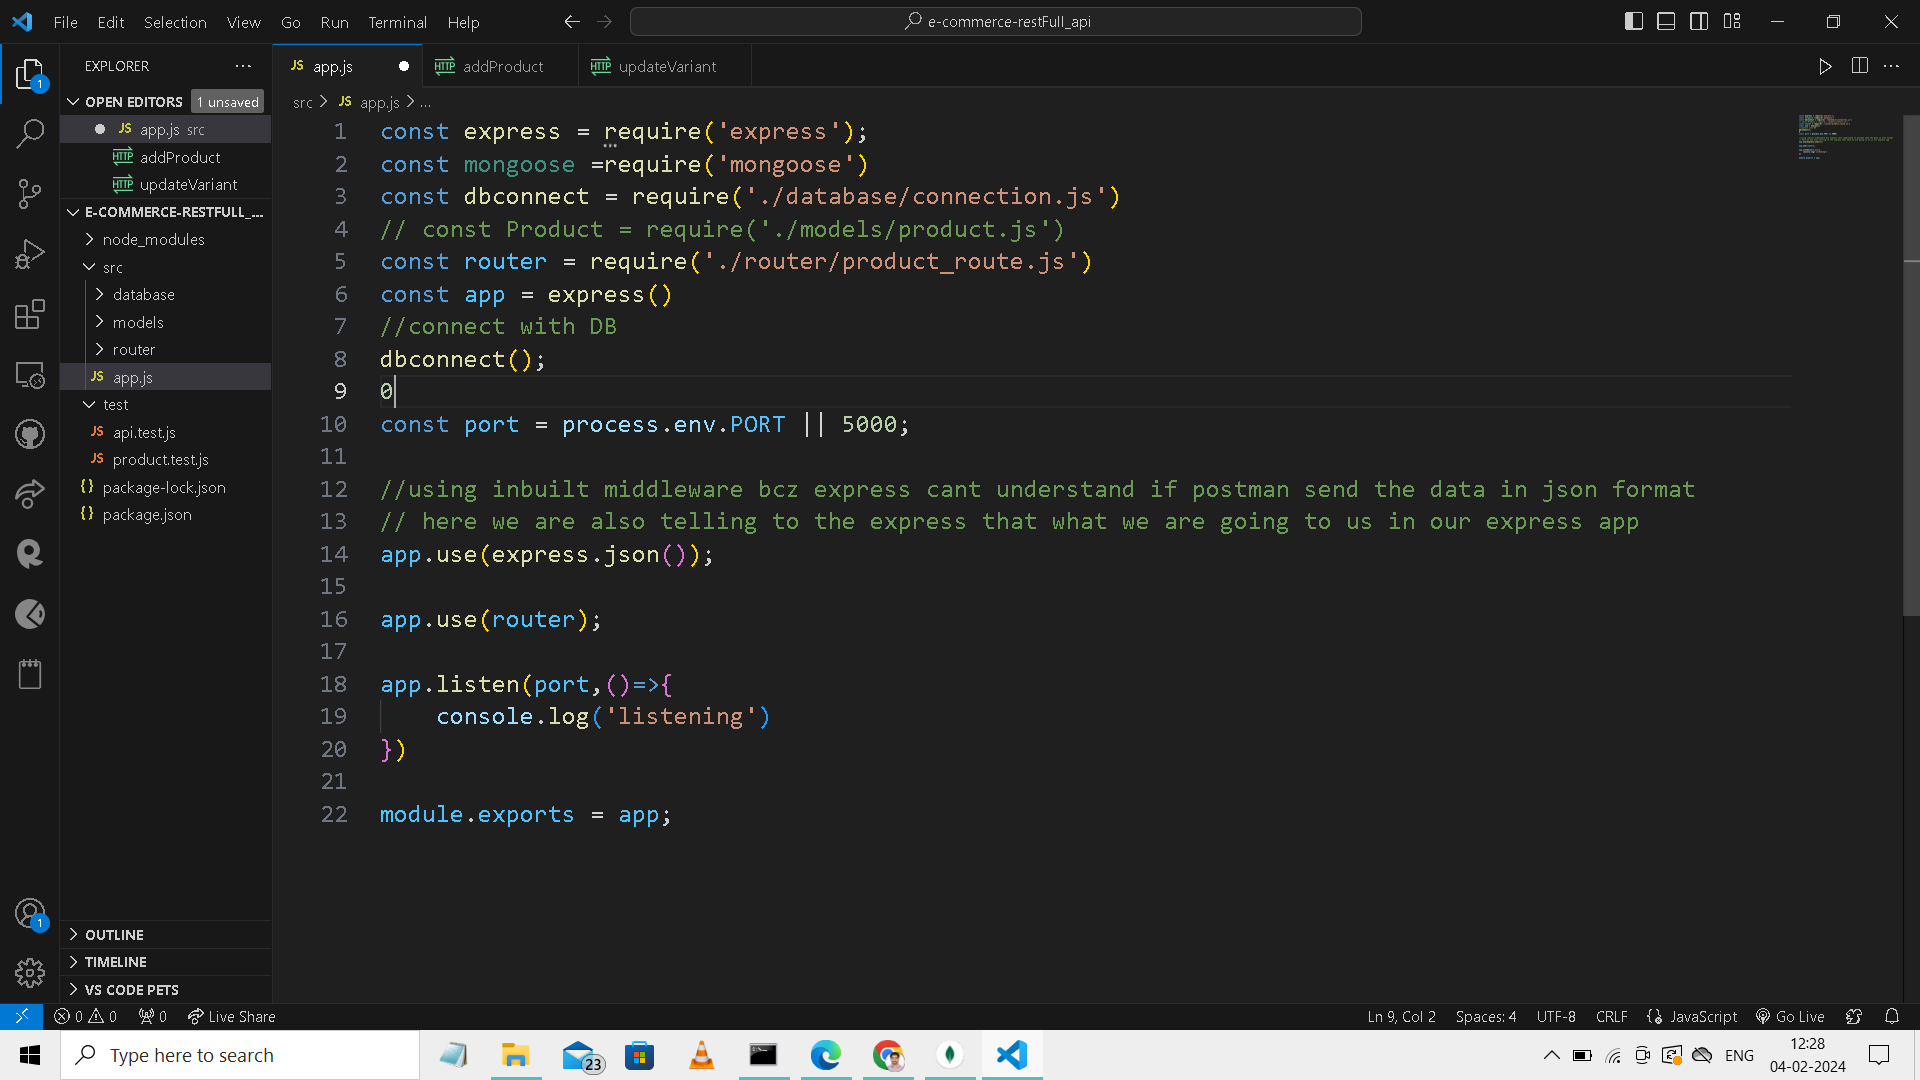 File Edit Selection View Go Run Terminal Help
e-commerce-restFull_api
EXPLORER
OPEN EDITORS 1 unsaved
JS app.js src
HTTP addProduct
HTTP updateVariant
E-COMMERCE-RESTFULL_...
node_modules
src
database
models
router
JS app.js
test
JS api.test.js
JS product.test.js
{} package-lock.json
{} package.json
OUTLINE
TIMELINE
VS CODE PETS
1
1
JS app.js
HTTP addProduct
HTTP updateVariant
src > JS app.js > ...
1 const express = require('express');
2 const mongoose =require('mongoose')
3 const dbconnect = require('./database/connection.js')
4 // const Product = require('./models/product.js')
5 const router = require('./router/product_route.js')
6 const app = express()
7 //connect with DB
8 dbconnect();
9 0
10 const port = process.env.PORT || 5000;
11
12 //using inbuilt middleware bcz express cant understand if postman send the data in json format
13 // here we are also telling to the express that what we are going to us in our express app
14 app.use(express.json());
15
16 app.use(router);
17
18 app.listen(port,()=>{
19 console.log('listening')
20 })
21
22 module.exports = app;
0 0 0 Live Share
Ln 9, Col 2 Spaces: 4 UTF-8 CRLF {} JavaScript Go Live
Type here to search
23
ENG
12:28
04-02-2024